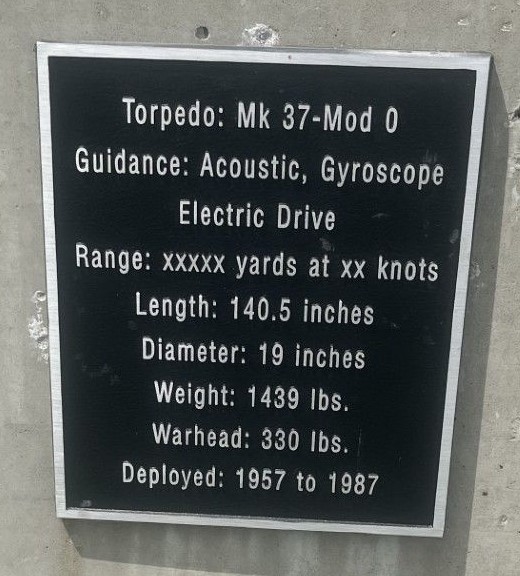 Torpedo: Mk 37-Mod 0
Guidance: Acoustic, Gyroscope
Electric Drive
Range: xxxxx yards at xx knots
Length: 140.5 inches
Diameter: 19 inches
Weight: 1439 lbs.
Warhead: 330 lbs.
Deployed: 1957 to 1987